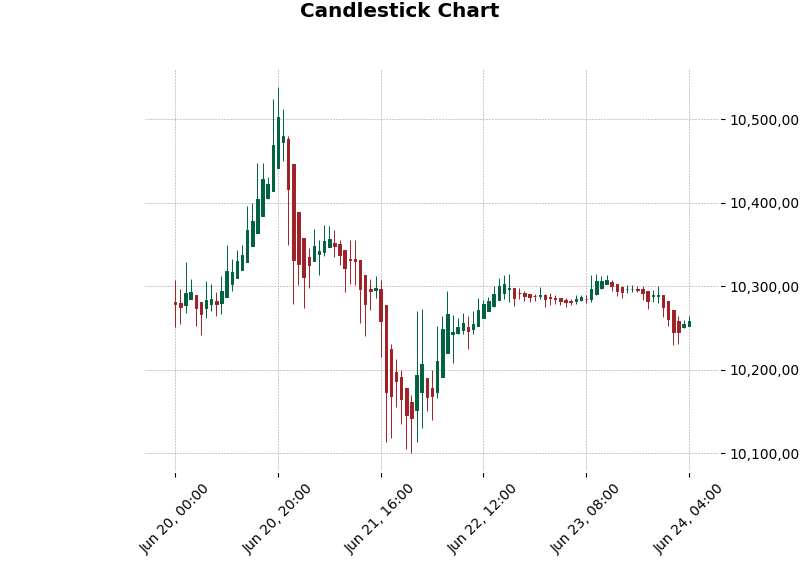 Candlestick Chart
10,500,00
10,400,00
10,300,00
10,200,00
10,100,00
Jun 20, 00:00
Jun 20, 20:00
Jun 21, 16:00
Jun 22, 12:00
Jun 23, 08:00
Jun 24, 04:00